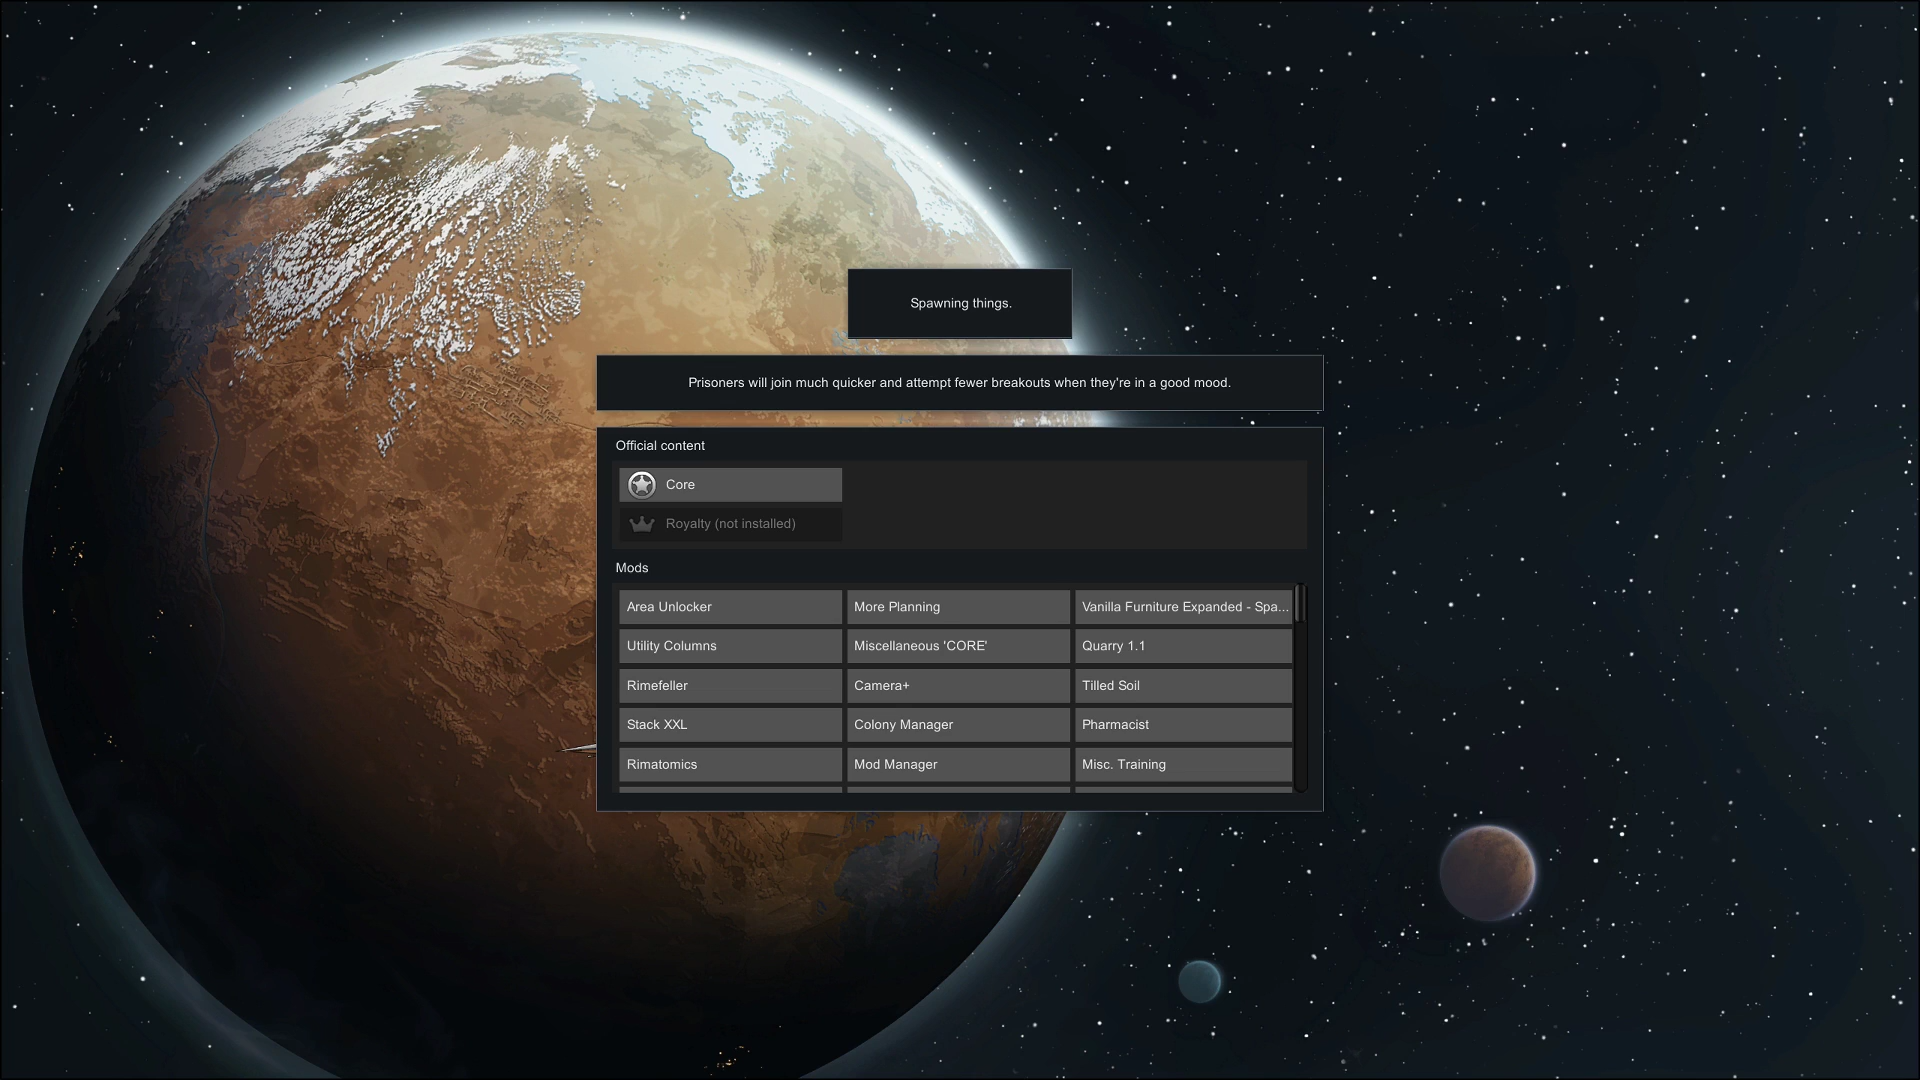 Spawning things.
Prisoners will join much quicker and attempt fewer breakouts when they're in a good mood.
Official content
Core
Royalty (not installed)
Mods
Area Unlocker
More Planning
Vanilla Furniture Expanded - Spa...
Utility Columns
Miscellaneous 'CORE'
Quarry 1.1
Rimefeller
Camera+
Tilled Soil
Stack XXL
Colony Manager
Pharmacist
Rimatomics
Mod Manager
Misc. Training